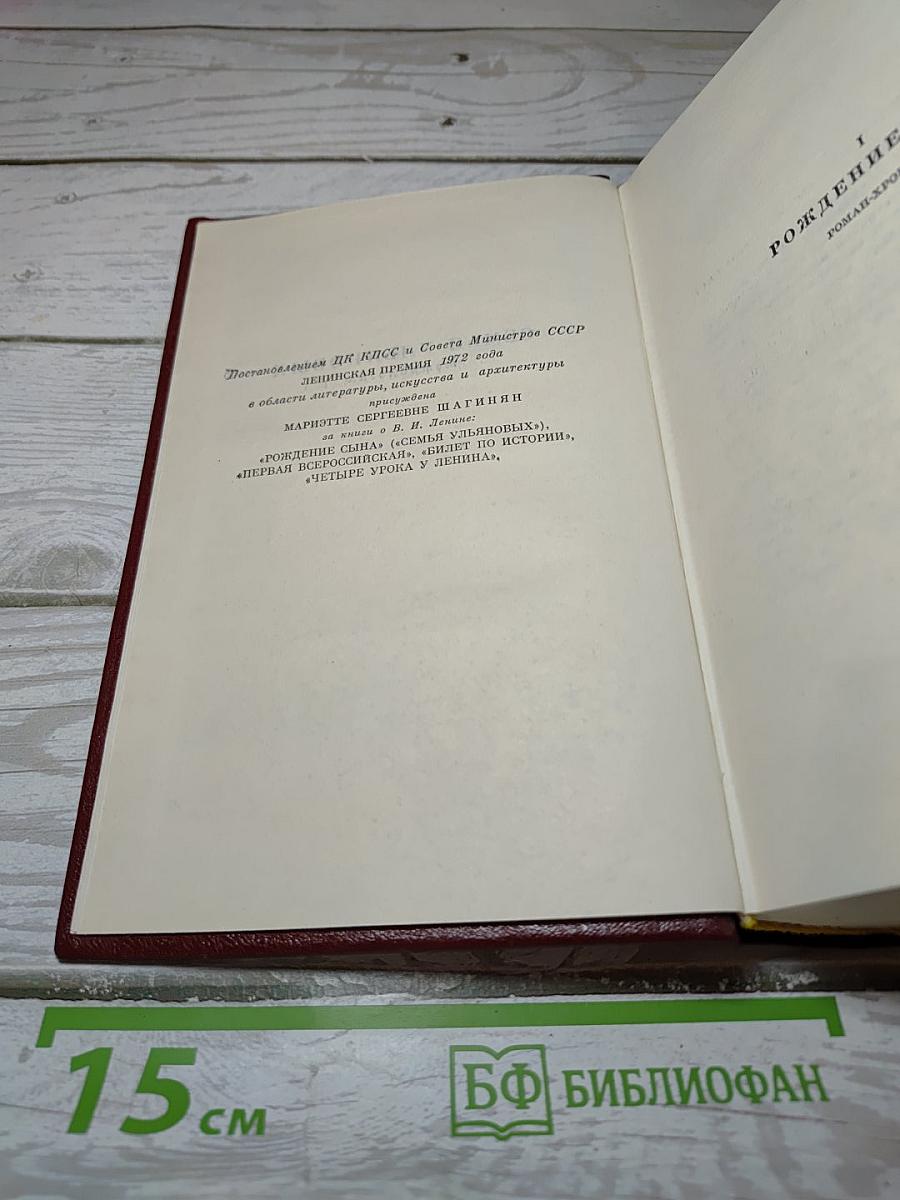 Постановлением ЦК КПСС и Совета Министров СССР
ЛЕНИНСКАЯ ПРЕМИЯ 1972 года
в области литературы, искусства и архитектуры
присуждена
МАРИЭТТЕ СЕРГЕЕВНЕ ШАГИНЯН
за книги о В. И. Ленине:
«РОЖДЕНИЕ СЫНА» («СЕМЬЯ УЛЬЯНОВЫХ»),
«ПЕРВАЯ ВСЕРОССИЙСКАЯ», «БИЛЕТ ПО ИСТОРИИ»,
«ЧЕТЫРЕ УРОКА У ЛЕНИНА».
I
РОЖДЕНИЕ
РОМАН-ХРО
15 см
БФ БИБЛИОФАН